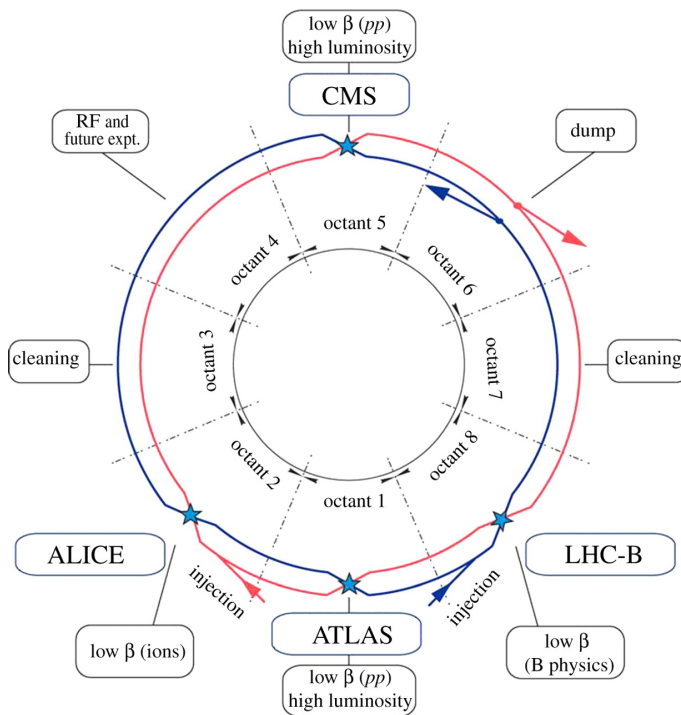 low β (pp)
high luminosity
CMS
RF and
future expt.
dump
octant 5
octant 4
octant 6
cleaning
octant 3
octant 7
cleaning
octant 2
octant 8
octant 1
ALICE
LHC-B
injection
injection
ATLAS
low β (ions)
low β
(B physics)
low β (pp)
high luminosity